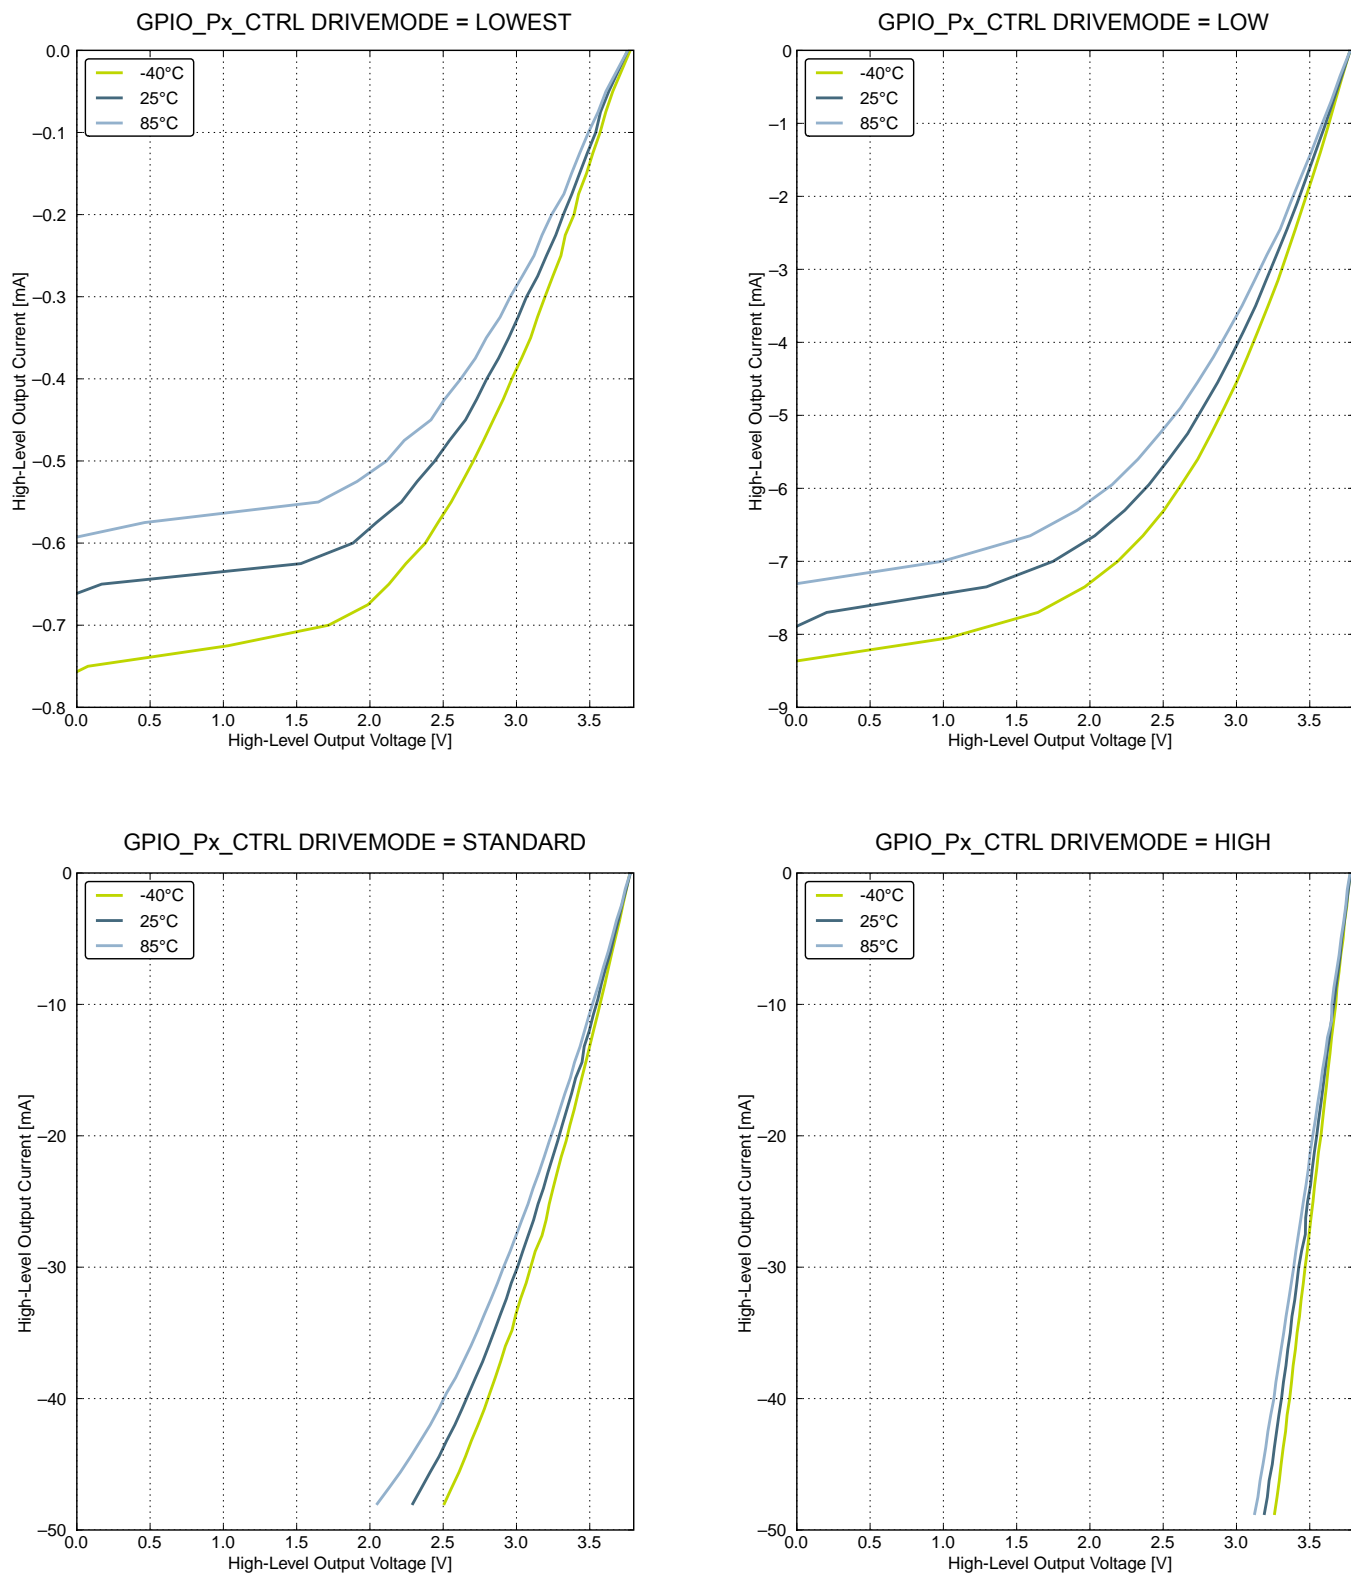 GPIO_Px_CTRL DRIVEMODE = LOWEST
0.0
–0.1
–0.2
–0.3
–0.4
–0.5
–0.6
–0.7
–0.8
High-Level Output Current [mA]
-40°C
25°C
85°C
0.0 0.5 1.0 1.5 2.0 2.5 3.0 3.5
High-Level Output Voltage [V]
GPIO_Px_CTRL DRIVEMODE = LOW
0
–1
–2
–3
–4
–5
–6
–7
–8
–9
High-Level Output Current [mA]
-40°C
25°C
85°C
0.0 0.5 1.0 1.5 2.0 2.5 3.0 3.5
High-Level Output Voltage [V]
GPIO_Px_CTRL DRIVEMODE = STANDARD
0
–10
–20
–30
–40
–50
High-Level Output Current [mA]
-40°C
25°C
85°C
0.0 0.5 1.0 1.5 2.0 2.5 3.0 3.5
High-Level Output Voltage [V]
GPIO_Px_CTRL DRIVEMODE = HIGH
0
–10
–20
–30
–40
–50
High-Level Output Current [mA]
-40°C
25°C
85°C
0.0 0.5 1.0 1.5 2.0 2.5 3.0 3.5
High-Level Output Voltage [V]